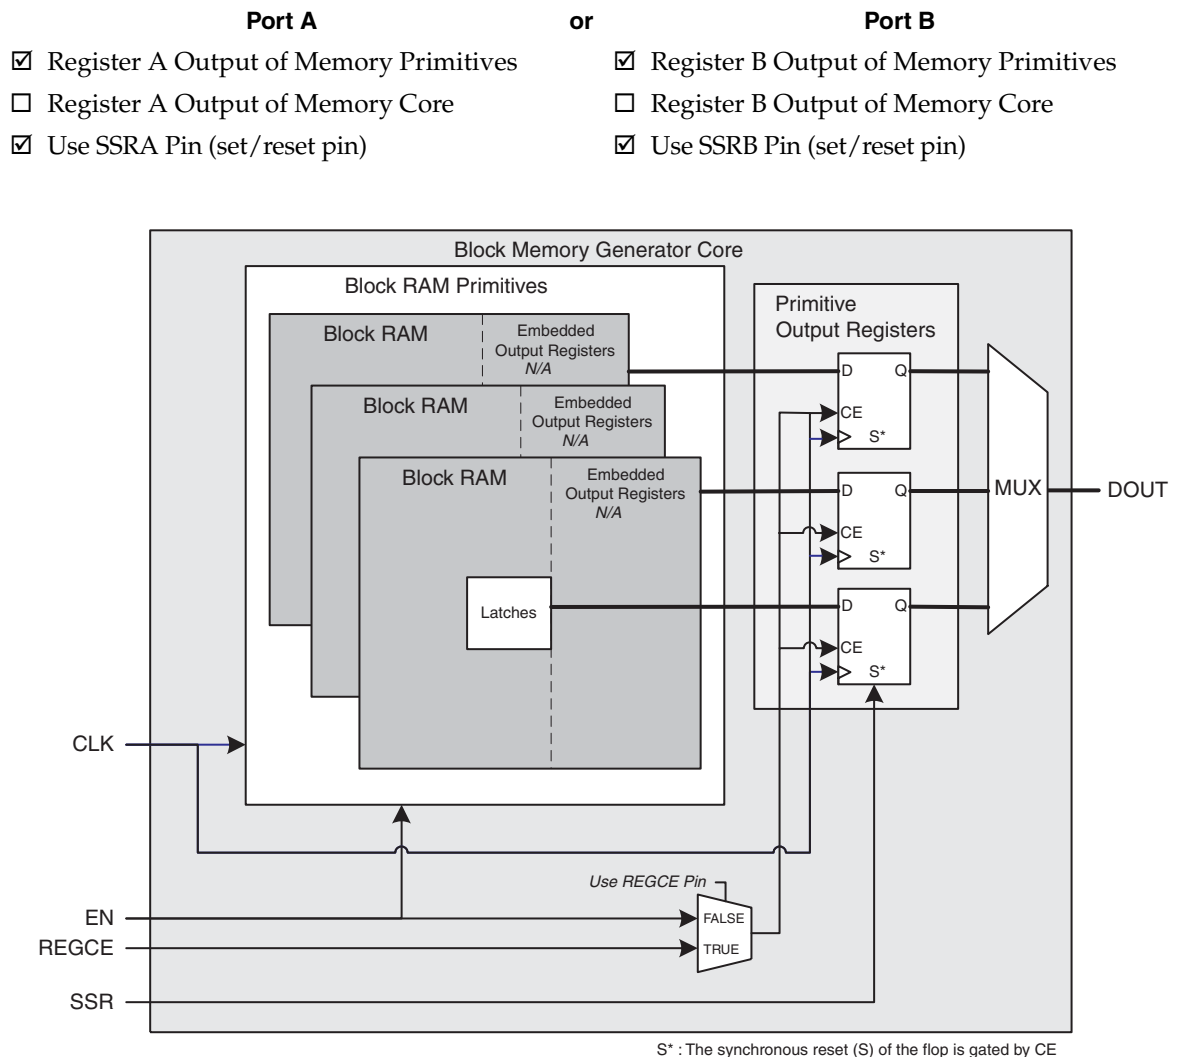 Port A or Port B
☑ Register A Output of Memory Primitives ☑ Register B Output of Memory Primitives
☐ Register A Output of Memory Core ☐ Register B Output of Memory Core
☑ Use SSRA Pin (set/reset pin) ☑ Use SSRB Pin (set/reset pin)
Block Memory Generator Core
Block RAM Primitives
Block RAM
Embedded
Output Registers
N/A
Block RAM
Embedded
Output Registers
N/A
Block RAM
Embedded
Output Registers
N/A
Latches
Primitive
Output Registers
D Q
CE
S*
D Q
CE
S*
D Q
CE
S*
MUX
DOUT
CLK
Use REGCE Pin
EN
FALSE
REGCE
TRUE
SSR
S* : The synchronous reset (S) of the flop is gated by CE